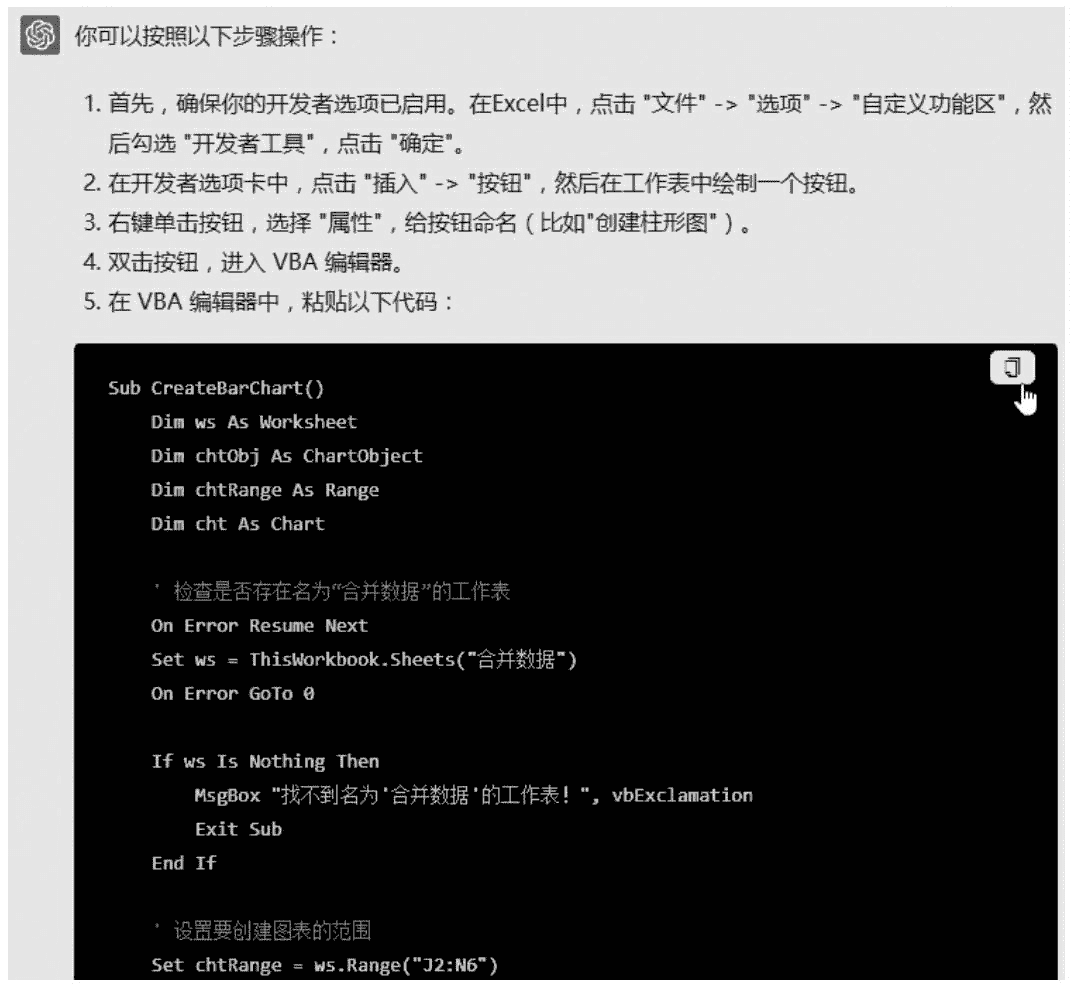 你可以按照以下步骤操作：
1. 首先，确保你的开发者选项已启用。在Excel中，点击 "文件" -> "选项" -> "自定义功能区"，然
后勾选 "开发者工具"，点击 "确定"。
2. 在开发者选项卡中，点击 "插入" -> "按钮"，然后在工作表中绘制一个按钮。
3. 右键单击按钮，选择 "属性"，给按钮命名（比如"创建柱形图"）。
4. 双击按钮，进入 VBA 编辑器。
5. 在 VBA 编辑器中，粘贴以下代码：
Sub CreateBarChart()
Dim ws As Worksheet
Dim chtObj As ChartObject
Dim chtRange As Range
Dim cht As Chart
' 检查是否存在名为“合并数据”的工作表
On Error Resume Next
Set ws = ThisWorkbook.Sheets("合并数据")
On Error GoTo 0
If ws Is Nothing Then
MsgBox "找不到名为'合并数据'的工作表！", vbExclamation
Exit Sub
End If
' 设置要创建图表的范围
Set chtRange = ws.Range("J2:N6")